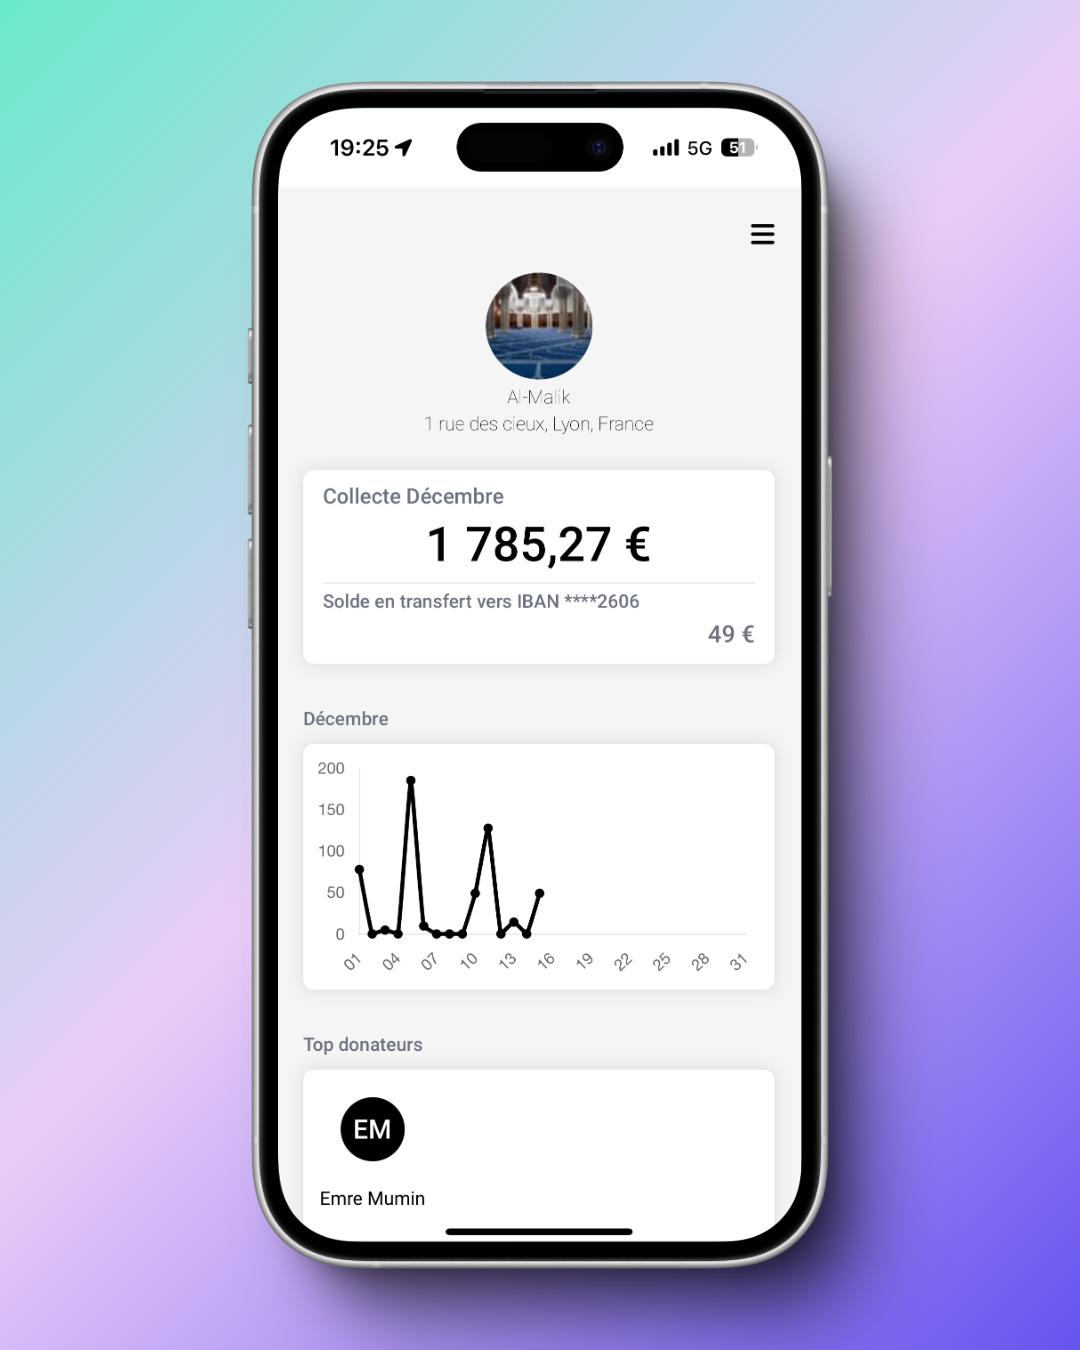 19:25 5G 51
Al-Malik
1 rue des cieux, Lyon, France
Collecte Décembre
1 785,27 €
Solde en transfert vers IBAN ****2606
49 €
Décembre
200
150
100
50
0
01 04 07 10 13 16 19 22 25 28 31
Top donateurs
EM
Emre Mumin